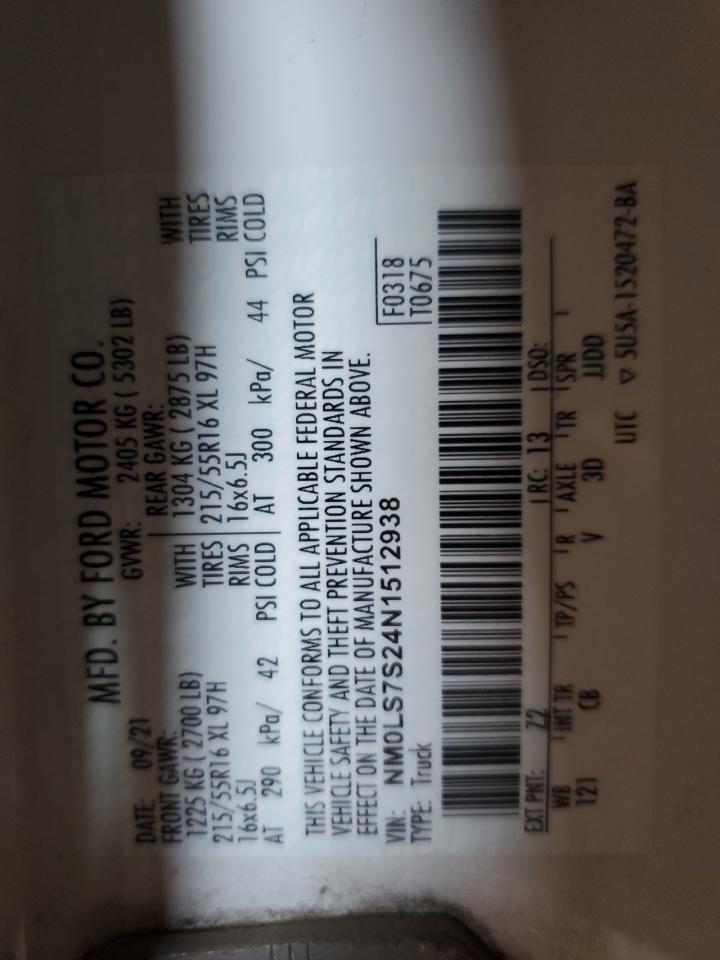 MFD. BY FORD MOTOR CO.
DATE: 09/21 GVWR: 2405 KG ( 5302 LB)
FRONT GAWR: REAR GAWR:
1225 KG ( 2700 LB) WITH 1304 KG ( 2875 LB) WITH
215/55R16 XL 97H TIRES 215/55R16 XL 97H TIRES
16x6.5J RIMS 16x6.5J RIMS
AT 290 kPa/ 42 PSI COLD AT 300 kPa/ 44 PSI COLD
THIS VEHICLE CONFORMS TO ALL APPLICABLE FEDERAL MOTOR
VEHICLE SAFETY AND THEFT PREVENTION STANDARDS IN
EFFECT ON THE DATE OF MANUFACTURE SHOWN ABOVE.
VIN: NM0LS7S24N1512938 F0318
TYPE: Truck T0675
EXT PNT: Z2 RC: 13 DSO:
WB INT TR TP/PS R AXLE TR SPR
121 CB V 3D JJDD
UTC ▽ 5U5A-1520472-BA